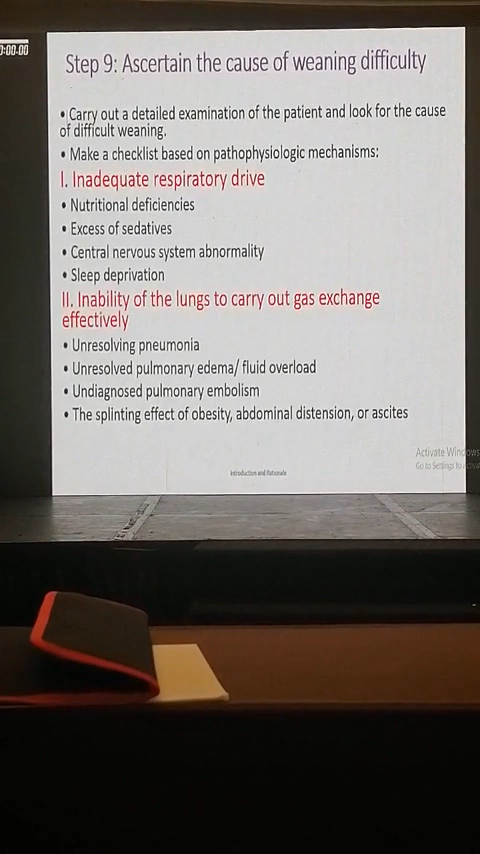 0:00-00
Step 9: Ascertain the cause of weaning difficulty
• Carry out a detailed examination of the patient and look for the cause
of difficult weaning.
• Make a checklist based on pathophysiologic mechanisms:
I. Inadequate respiratory drive
• Nutritional deficiencies
• Excess of sedatives
• Central nervous system abnormality
• Sleep deprivation
II. Inability of the lungs to carry out gas exchange
effectively
• Unresolving pneumonia
• Unresolved pulmonary edema/ fluid overload
• Undiagnosed pulmonary embolism
• The splinting effect of obesity, abdominal distension, or ascites
Activate Windows
Go to Settings to
Introduction and Rationale